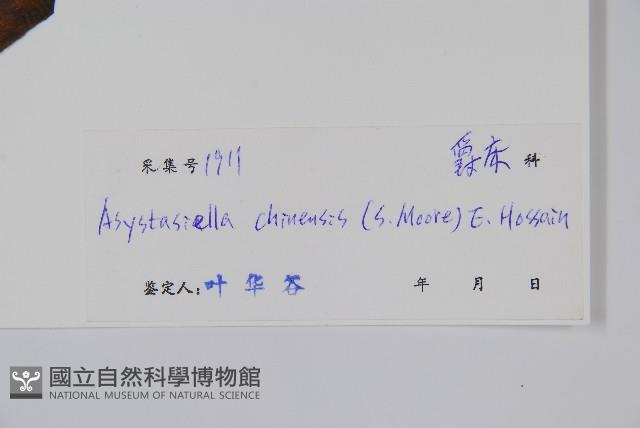 采集号 1911 爵床 科
Asystasiella chinensis (S. Moore) E. Hossain
鉴定人: 叶华谷 年 月 日
國立自然科學博物館
NATIONAL MUSEUM OF NATURAL SCIENCE